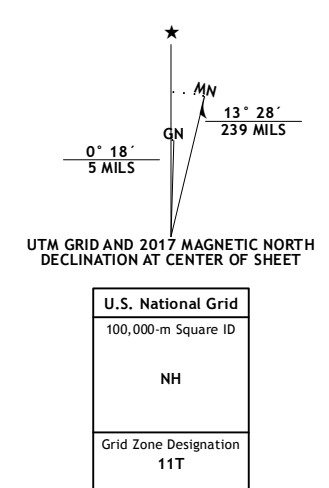 ★
MN
13° 28´
239 MILS
GN
0° 18´
5 MILS
UTM GRID AND 2017 MAGNETIC NORTH
DECLINATION AT CENTER OF SHEET
U.S. National Grid
100,000-m Square ID
NH
Grid Zone Designation
11T